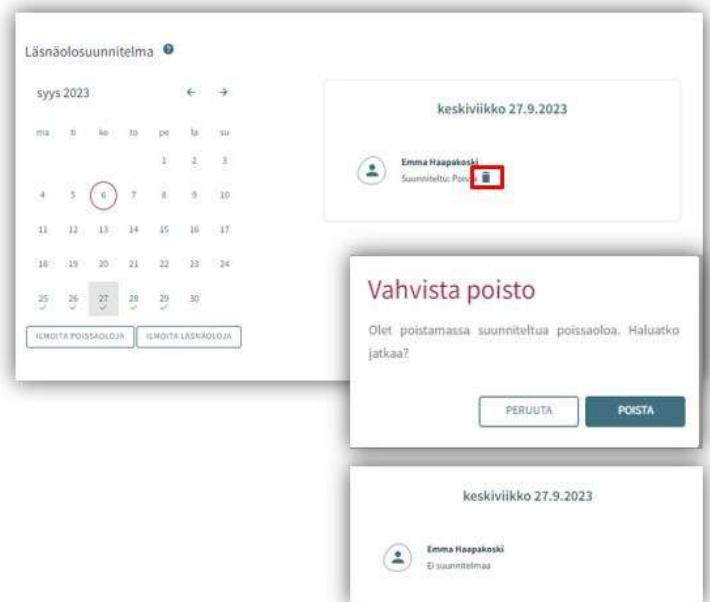 Läsnäolosuunnitelma ?
syys 2023 ← →
ma ti ke to pe la su
1 2 3
4 5 6 7 8 9 10
11 12 13 14 15 16 17
18 19 20 21 22 23 24
25 26 27 28 29 30
ILMOITA POISSAOLOJA ILMOITA LÄSNÄOLOJA
keskiviikko 27.9.2023
Emma Haapakoski
Suunniteltu: Poissa
Vahvista poisto
Olet poistamassa suunniteltua poissaoloa. Haluatko
jatkaa?
PERUUTA POISTA
keskiviikko 27.9.2023
Emma Haapakoski
Ei suunnitelmaa